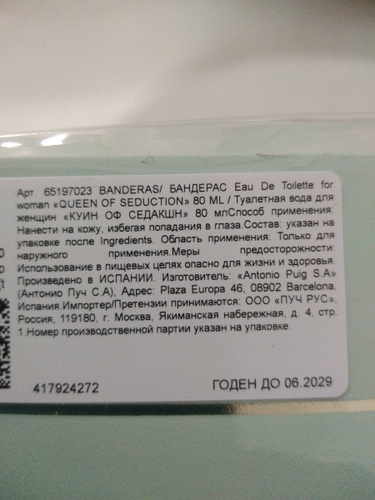 Арт. 65197023 BANDERAS/ БАНДЕРАС Eau De Toilette for
woman «QUEEN OF SEDUCTION» 80 ML / Туалетная вода для
женщин «КУИН ОФ СЕДАКШН» 80 млСпособ применения:
Нанести на кожу, избегая попадания в глаза.Состав: указан на
упаковке после Ingredients. Область применения: Только для
наружного применения.Меры предосторожности:
Использование в пищевых целях опасно для жизни и здоровья.
Произведено в ИСПАНИИ. Изготовитель: «Antonio Puig S.A»
(Антонио Пуч С.А), Адрес: Plaza Europa 46, 08902 Barcelona.
Испания Импортер/Претензии принимаются: ООО «ПУЧ РУС»,
Россия, 119180, г. Москва, Якиманская набережная, д. 4, стр.
1.Номер производственной партии указан на упаковке.
417924272
ГОДЕН ДО 06.2029